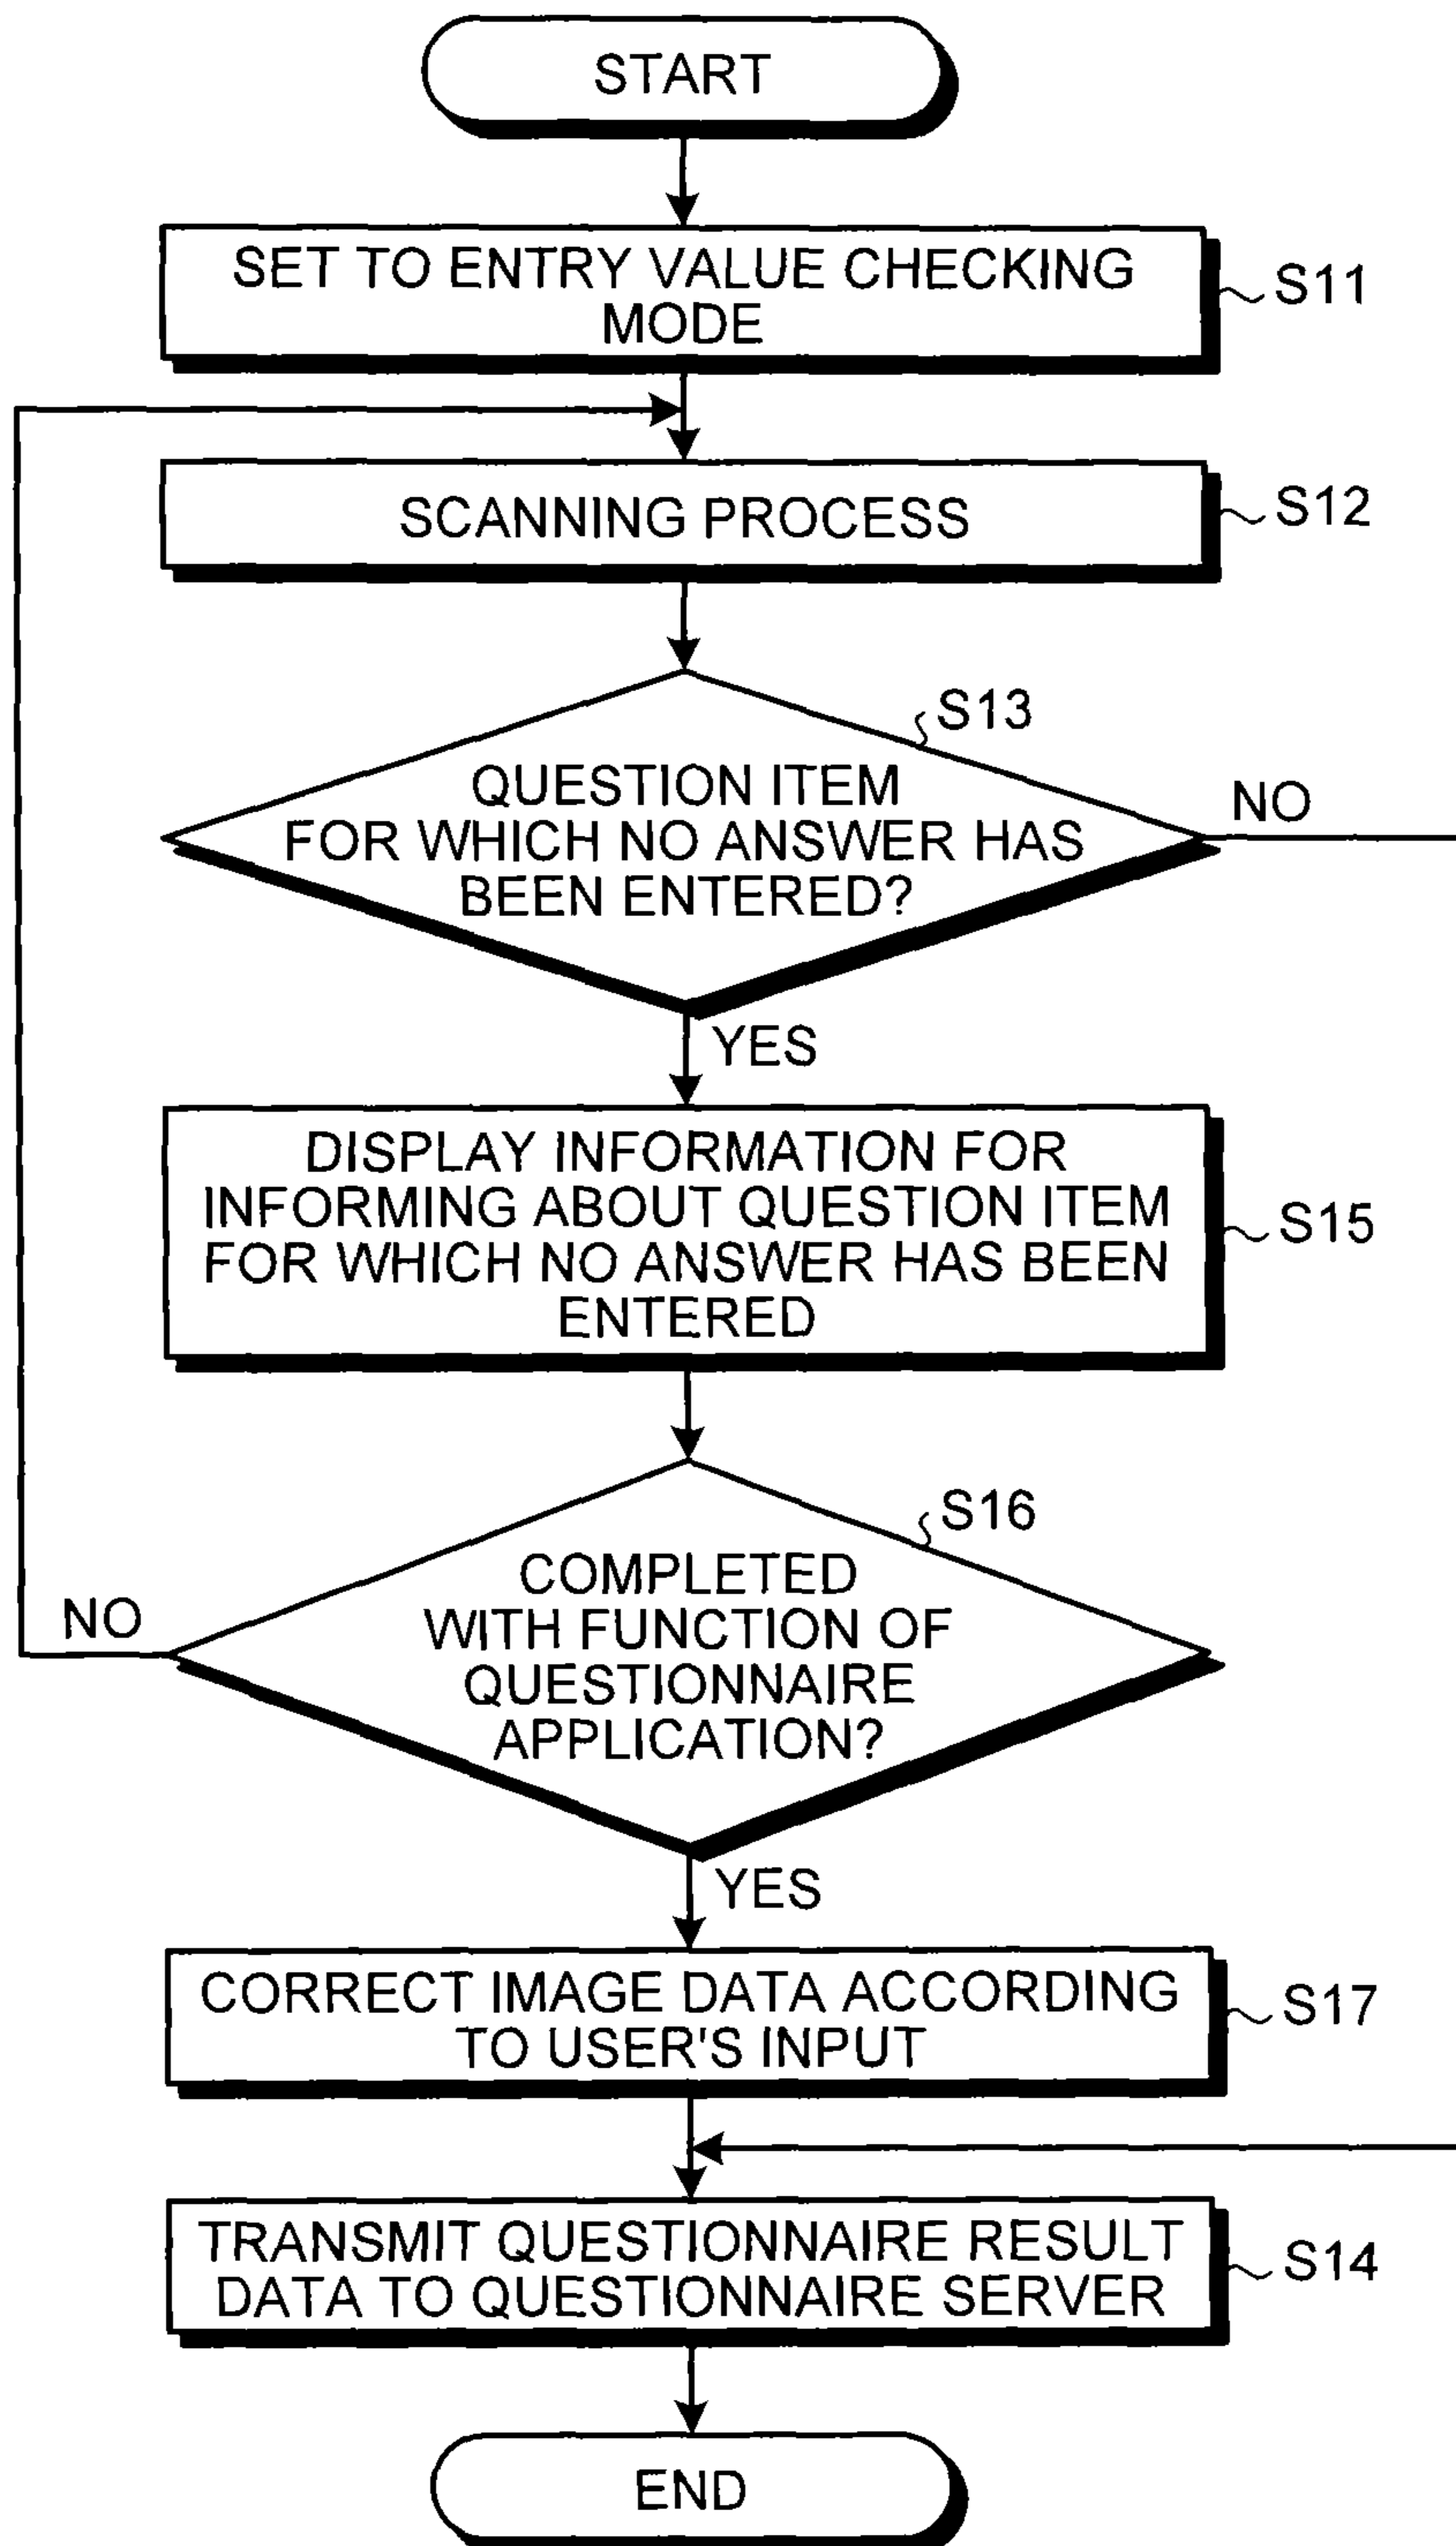 START
SET TO ENTRY VALUE CHECKING
MODE
S11
SCANNING PROCESS
S12
S13
QUESTION ITEM
FOR WHICH NO ANSWER HAS
BEEN ENTERED?
NO
YES
DISPLAY INFORMATION FOR
INFORMING ABOUT QUESTION ITEM
FOR WHICH NO ANSWER HAS BEEN
ENTERED
S15
S16
COMPLETED
WITH FUNCTION OF
QUESTIONNAIRE
APPLICATION?
NO
YES
CORRECT IMAGE DATA ACCORDING
TO USER'S INPUT
S17
TRANSMIT QUESTIONNAIRE RESULT
DATA TO QUESTIONNAIRE SERVER
S14
END